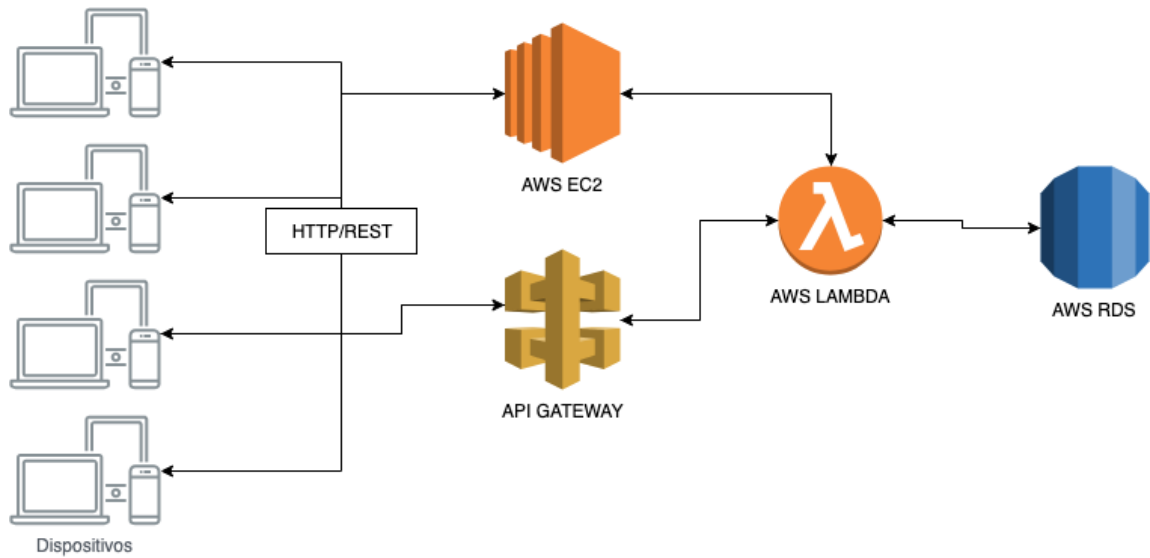 AWS EC2
HTTP/REST
AWS LAMBDA
AWS RDS
API GATEWAY
Dispositivos